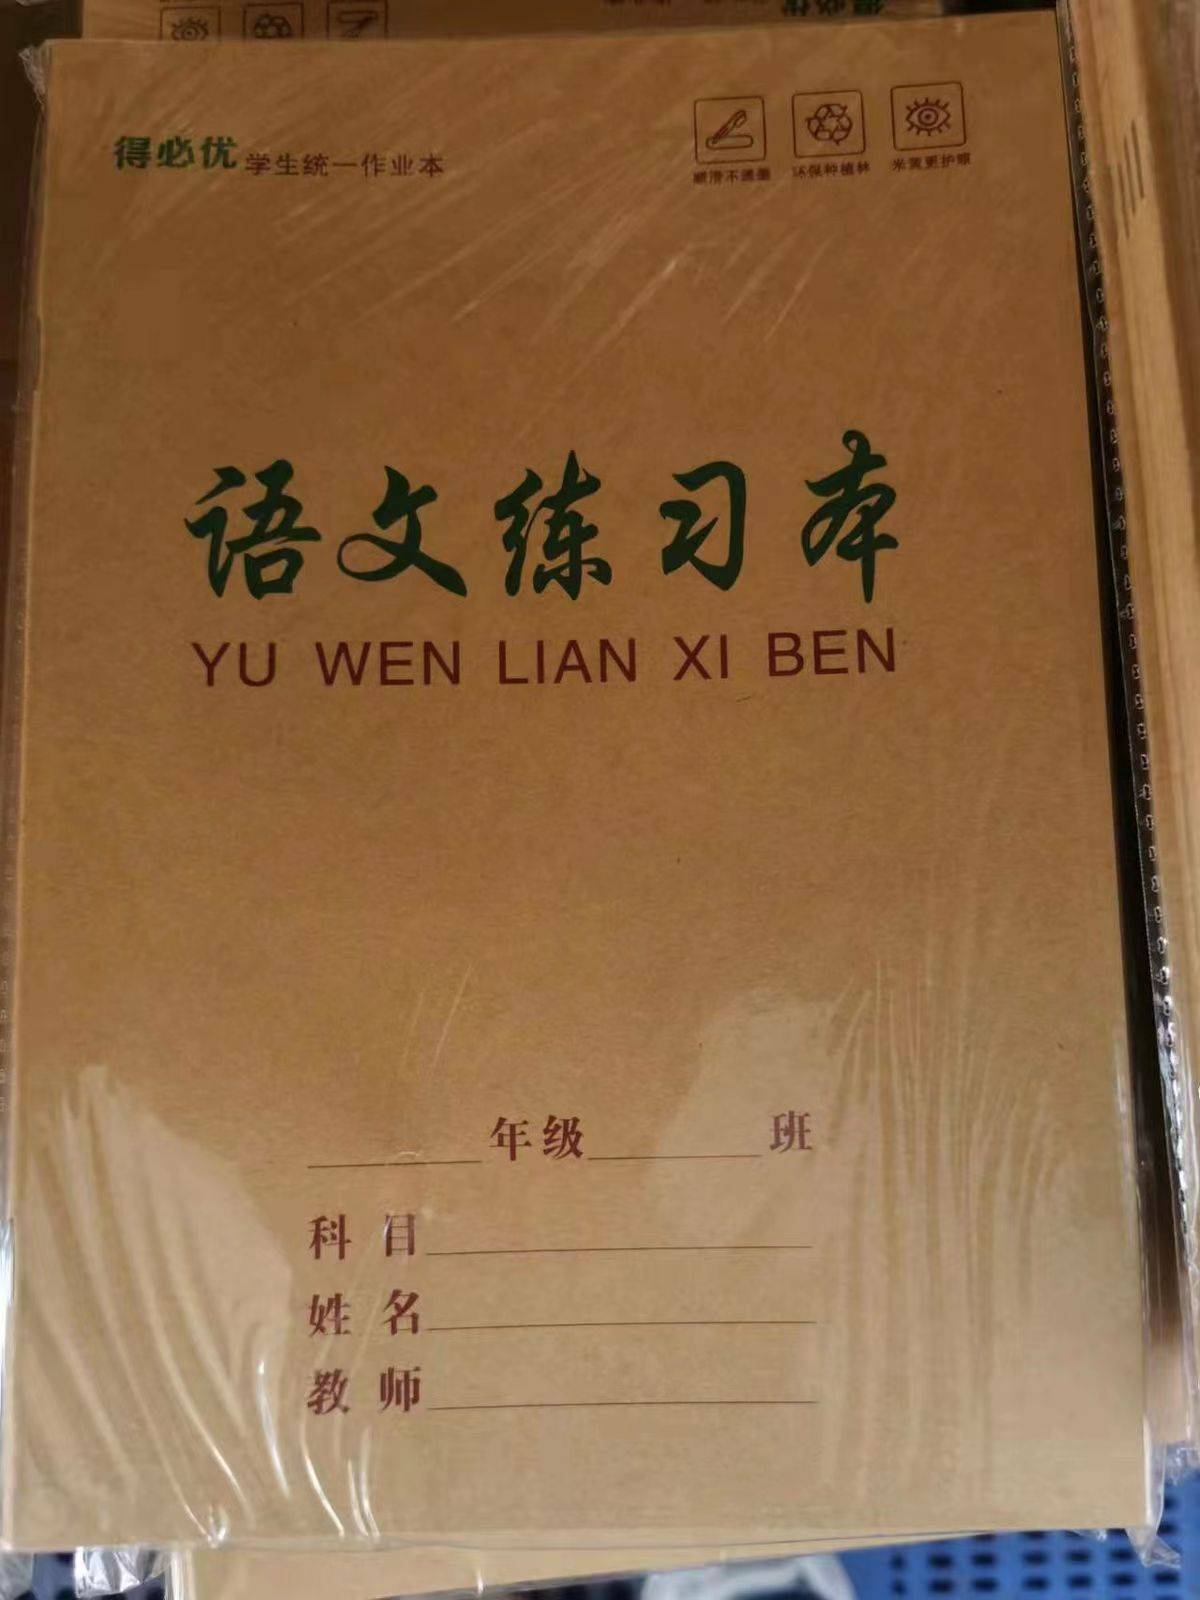 得必优 学生统一作业本
顺滑不透墨 环保种植林 米黄更护眼
语文练习本
YU WEN LIAN XI BEN
年级 班
科目
姓名
教师